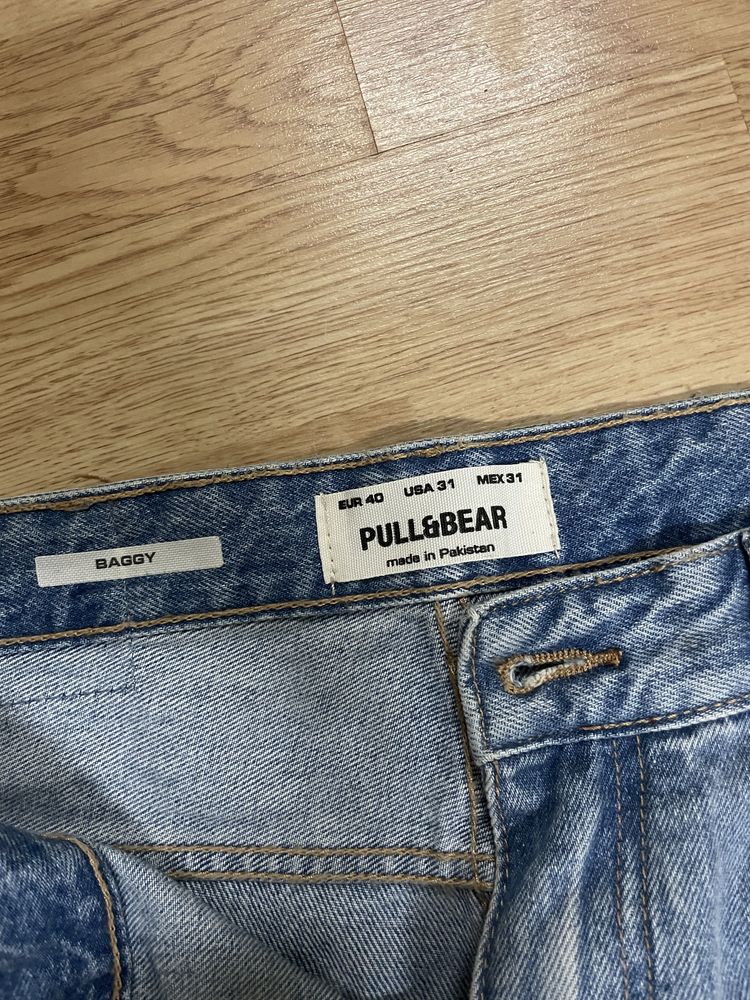 BAGGY
EUR 40 USA 31 MEX 31
PULL&BEAR
made in Pakistan